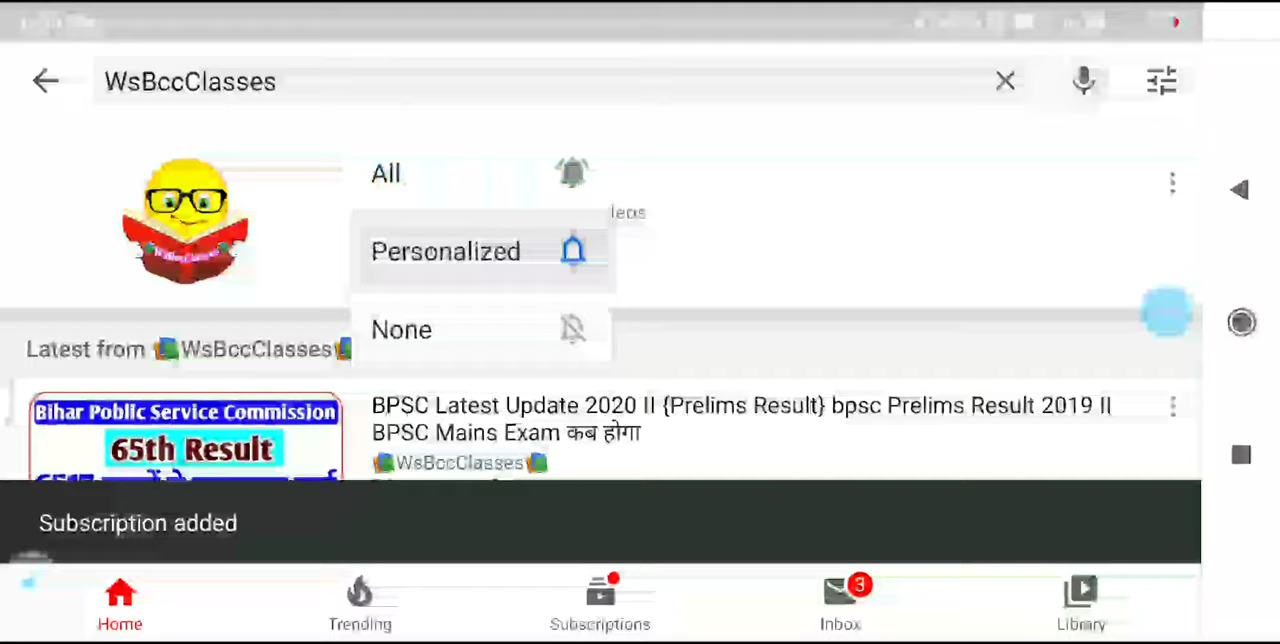 WsBccClasses
All
Personalized
None
Latest from WsBccClasses
Bihar Public Service Commission
65th Result
BPSC Latest Update 2020 II {Prelims Result} bpsc Prelims Result 2019 II
BPSC Mains Exam कब होगा
WsBccClasses
Subscription added
3
Home
Trending
Subscriptions
Inbox
Library